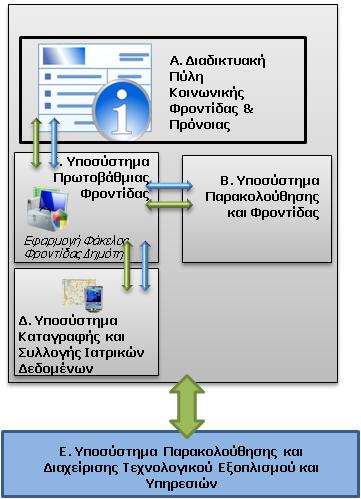 Α. Διαδικτυακή
Πύλη
Κοινωνικής
Φροντίδας &
Πρόνοιας
Υποσύστημα
Πρωτοβάθμιας
Φροντίδας
Εφαρμογή Φάκελος
Φροντίδας Δημότη
Β. Υποσύστημα
Παρακολούθησης
και Φροντίδας
Δ. Υποσύστημα
Καταγραφής και
Συλλογής Ιατρικών
Δεδομένων
Ε. Υποσύστημα Παρακολούθησης και
Διαχείρισης Τεχνολογικού Εξοπλισμού και
Υπηρεσιών